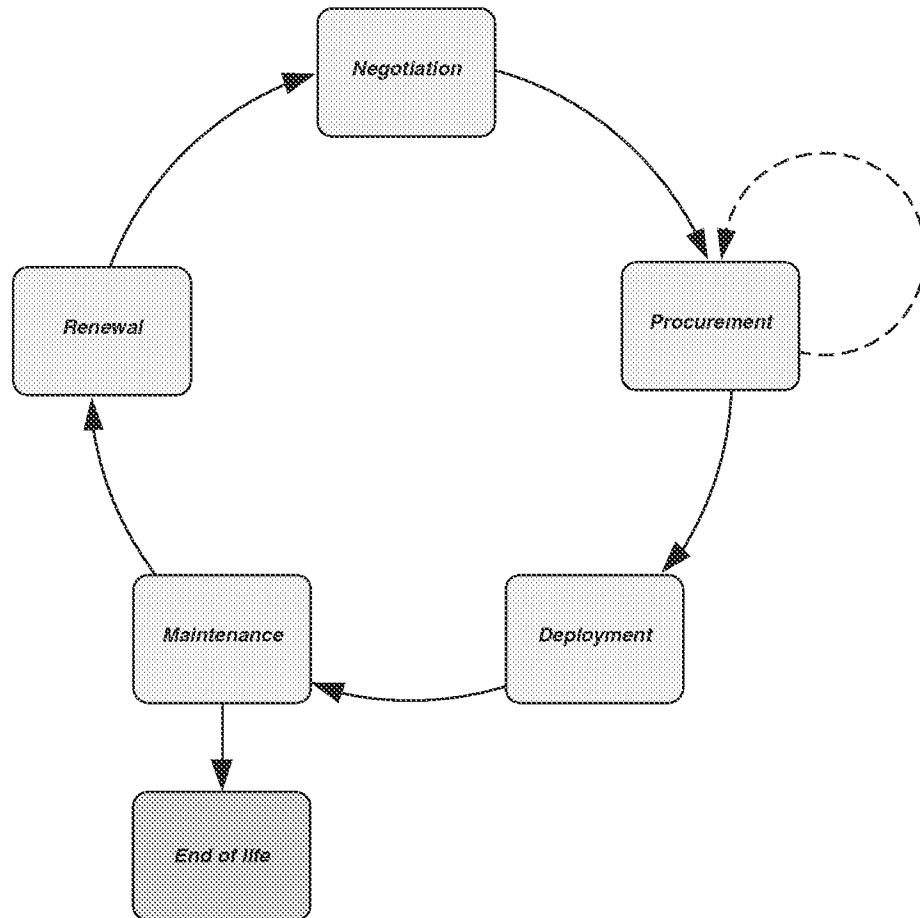 Negotiation
Procurement
Renewal
Deployment
Maintenance
End of life